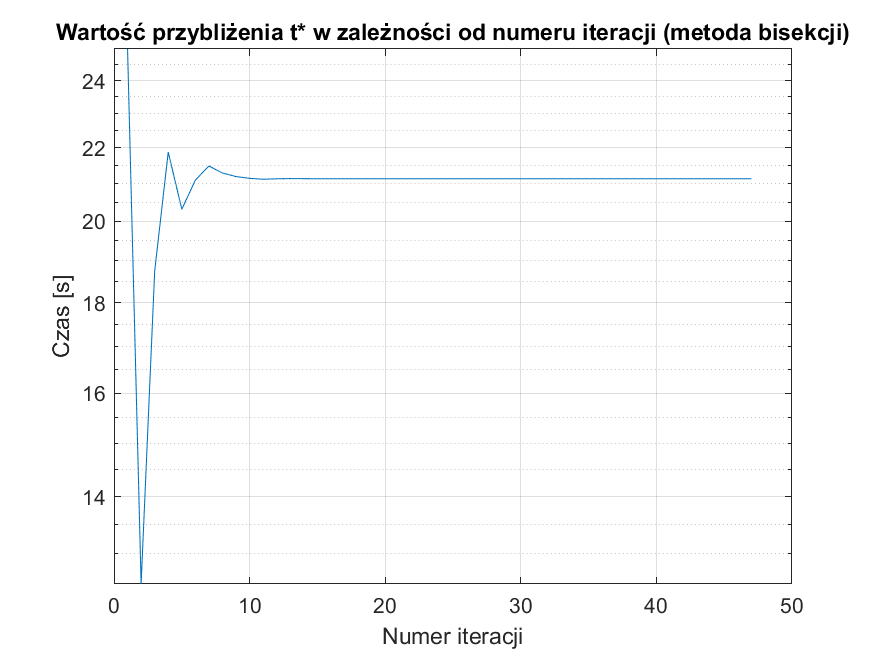 Wartość przybliżenia t* w zależności od numeru iteracji (metoda bisekcji)
24
22
20
18
16
14
Czas [s]
0 10 20 30 40 50
Numer iteracji